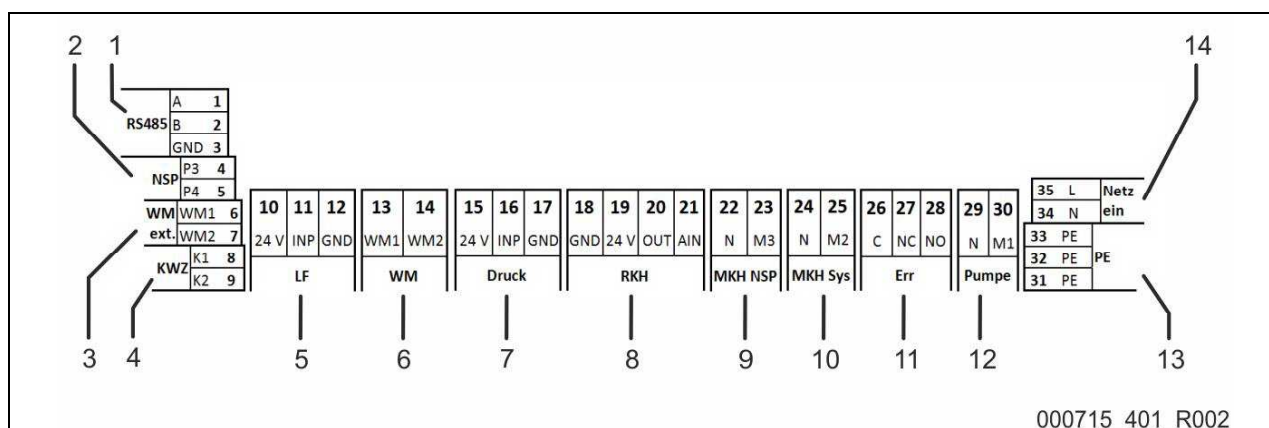 2 1 14
A 1
RS485 B 2
GND 3
NSP P3 4
P4 5
WM WM1 6
ext. WM2 7
KWZ K1 8
K2 9
10 11 12 13 14 15 16 17 18 19 20 21 22 23 24 25 26 27 28 29 30
24 V INP GND WM1 WM2 24 V INP GND GND 24 V OUT AIN N M3 N M2 C NC NO N M1
LF WM Druck RKH MKH NSP MKH Sys Err Pumpe
35 L Netz
34 N ein
33 PE
32 PE PE
31 PE
3 4 5 6 7 8 9 10 11 12 13
000715_401_R002